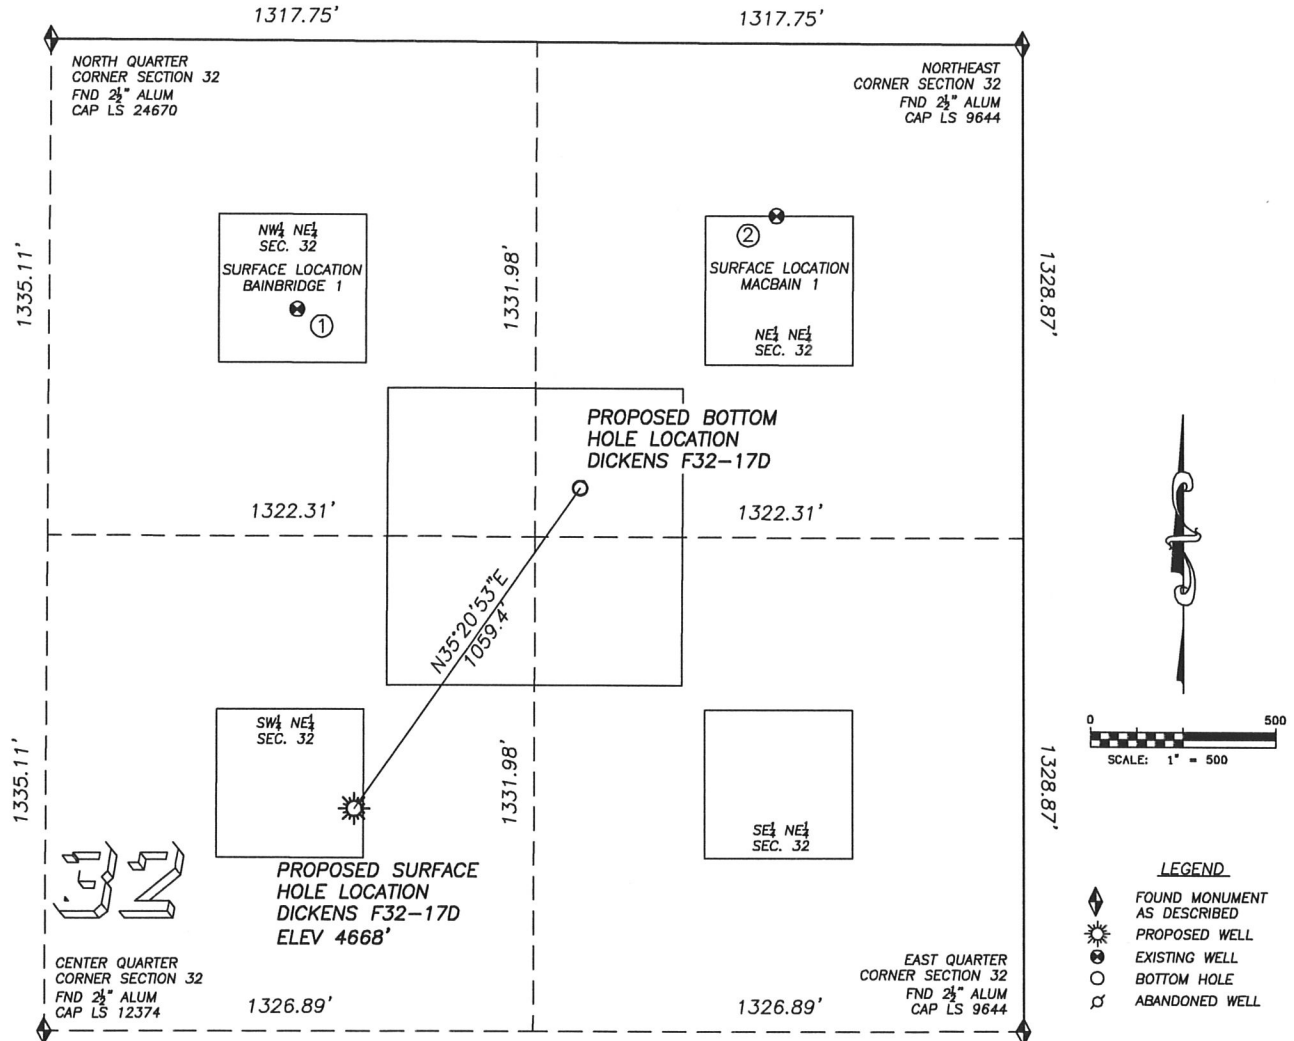 1317.75'
1317.75'
NORTH QUARTER
CORNER SECTION 32
FND 2½" ALUM
CAP LS 24670
NORTHEAST
CORNER SECTION 32
FND 2½" ALUM
CAP LS 9644
1335.11'
NW¼ NE¼
SEC. 32
SURFACE LOCATION
BAINBRIDGE 1
1
1331.98'
2
SURFACE LOCATION
MACBAIN 1
NE¼ NE¼
SEC. 32
1328.87'
PROPOSED BOTTOM
HOLE LOCATION
DICKENS F32-17D
1322.31'
1322.31'
N35°20'53"E
1059.4'
1335.11'
SW¼ NE¼
SEC. 32
1331.98'
SE¼ NE¼
SEC. 32
1328.87'
0 500
SCALE: 1" = 500
32
PROPOSED SURFACE
HOLE LOCATION
DICKENS F32-17D
ELEV 4668'
CENTER QUARTER
CORNER SECTION 32
FND 2½" ALUM
CAP LS 12374
1326.89'
1326.89'
EAST QUARTER
CORNER SECTION 32
FND 2½" ALUM
CAP LS 9644
LEGEND
FOUND MONUMENT
AS DESCRIBED
PROPOSED WELL
EXISTING WELL
BOTTOM HOLE
ABANDONED WELL